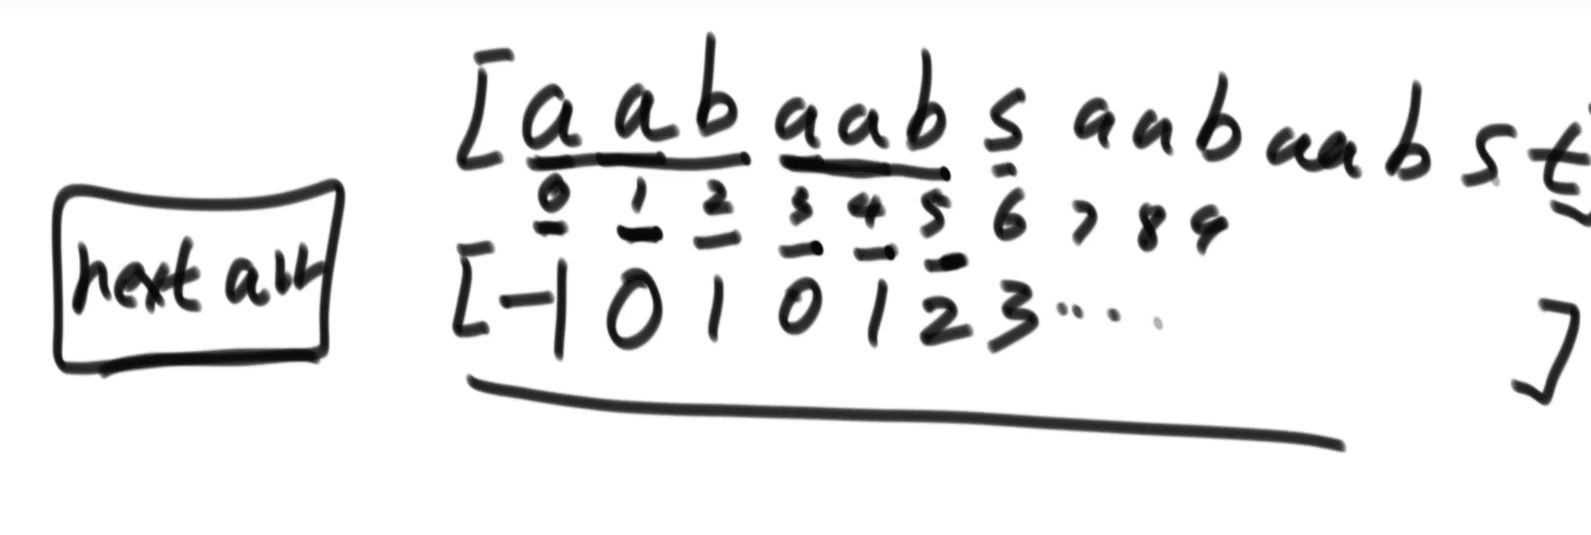 [a a b a a b s a a b a a b s t
0 1 2 3 4 5 6 7 8 9
next arr
[-1 0 1 0 1 2 3 .... ]